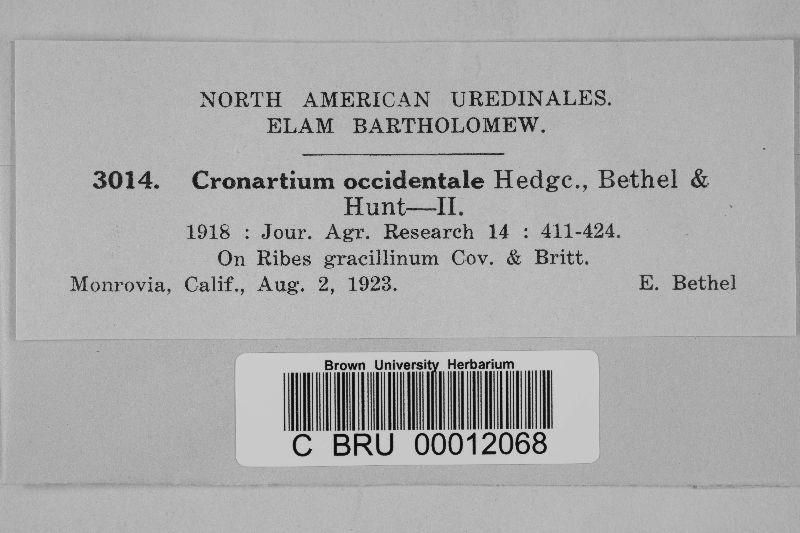 NORTH AMERICAN UREDINALES.
ELAM BARTHOLOMEW.
3014. Cronartium occidentale Hedgc., Bethel &
Hunt—II.
1918 : Jour. Agr. Research 14 : 411-424.
On Ribes gracillinum Cov. & Britt.
Monrovia, Calif., Aug. 2, 1923. E. Bethel
Brown University Herbarium
C BRU 00012068